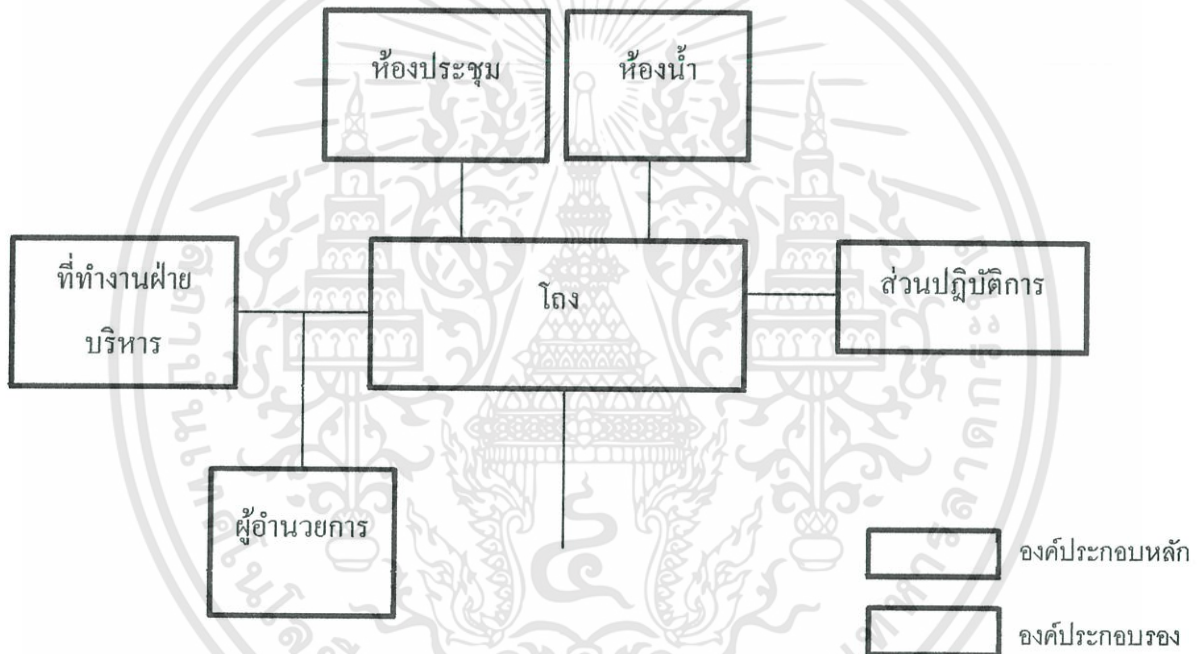 ห้องประชุม
ห้องน้ำ
ที่ทำงานฝ่าย
บริหาร
โถง
ส่วนปฎิบัติการ
ผู้อำนวยการ
องค์ประกอบหลัก
องค์ประกอบรอง